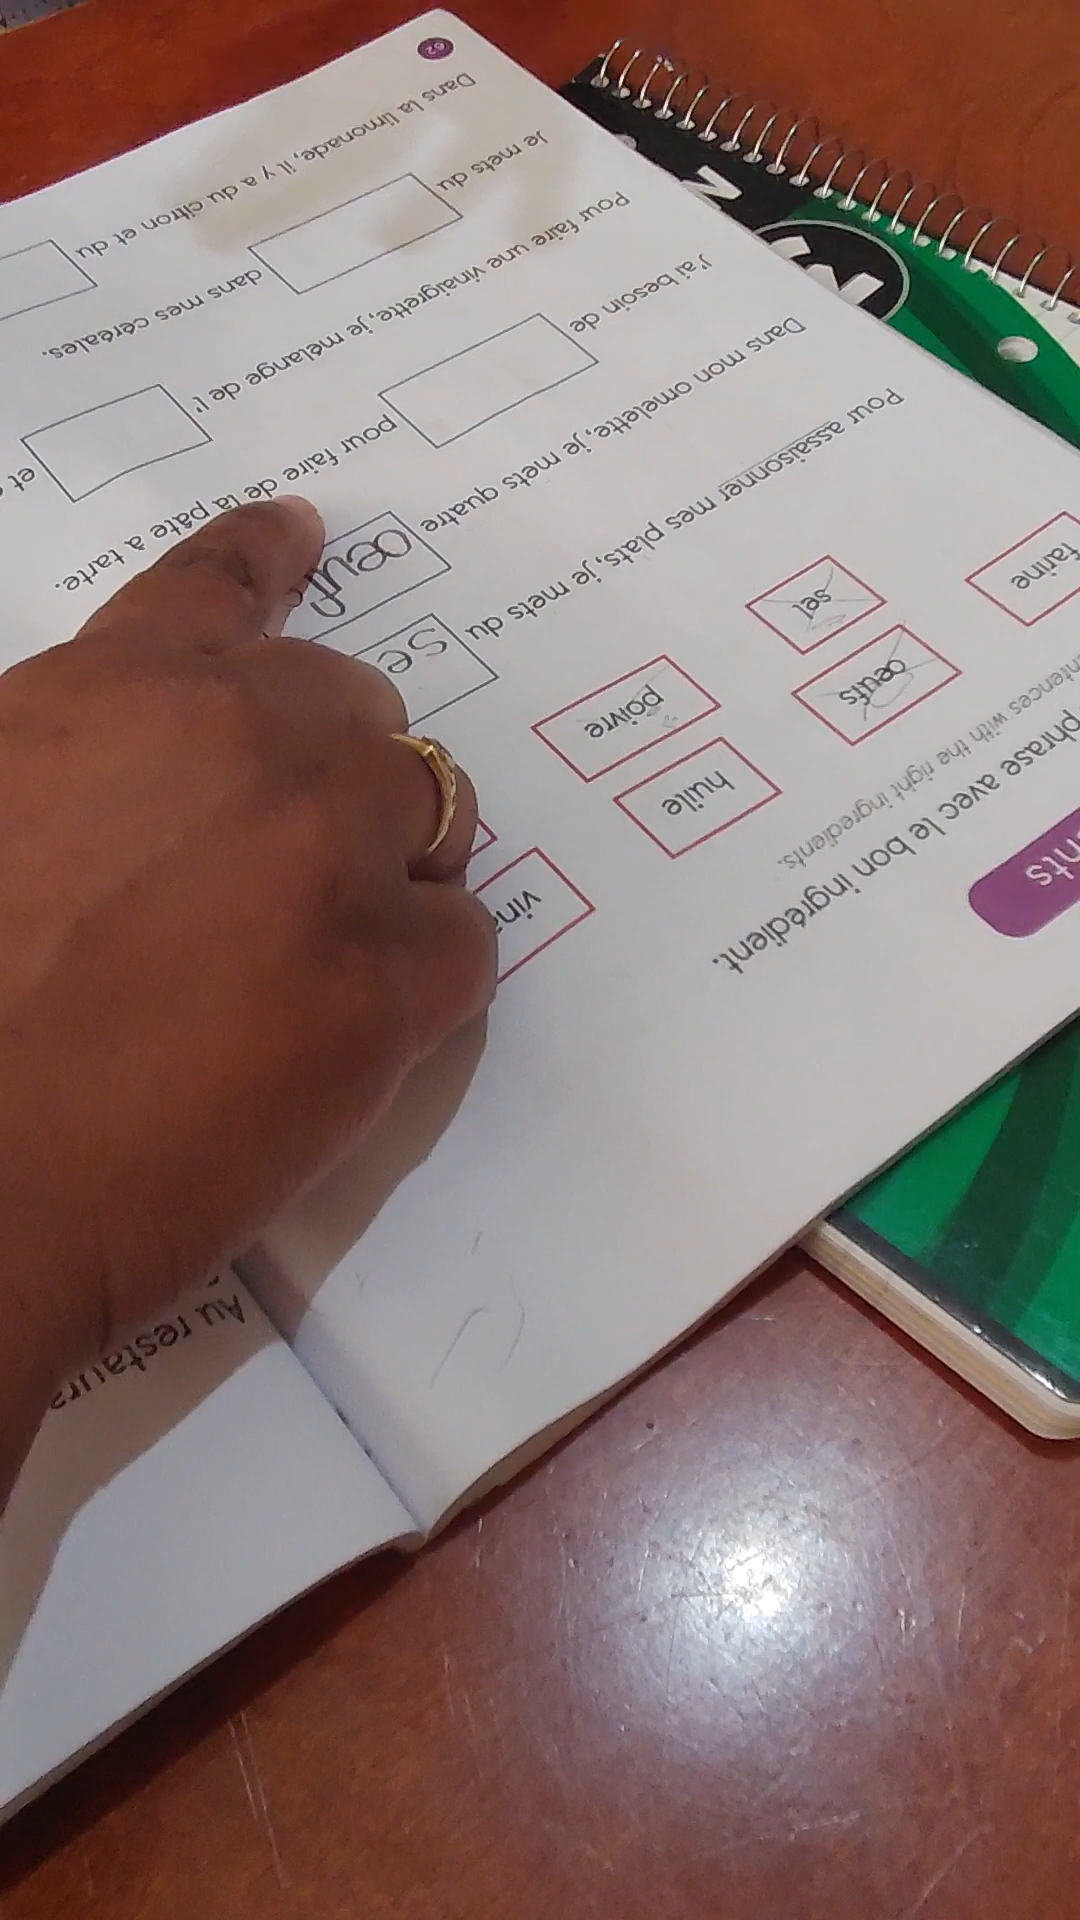 nts
phrase avec le bon ingrédient.
ntences with the right ingredients.
farine
sel
œufs
poivre
huile
Pour assaisonner mes plats, je mets du
se
Dans mon omelette, je mets quatre
œuf
J'ai besoin de
pour faire de la pâte à tarte.
Pour faire une vinaigrette, je mélange de l'
et
Je mets du
dans mes céréales.
Dans la limonade, il y a du citron et du
62
Au restaura